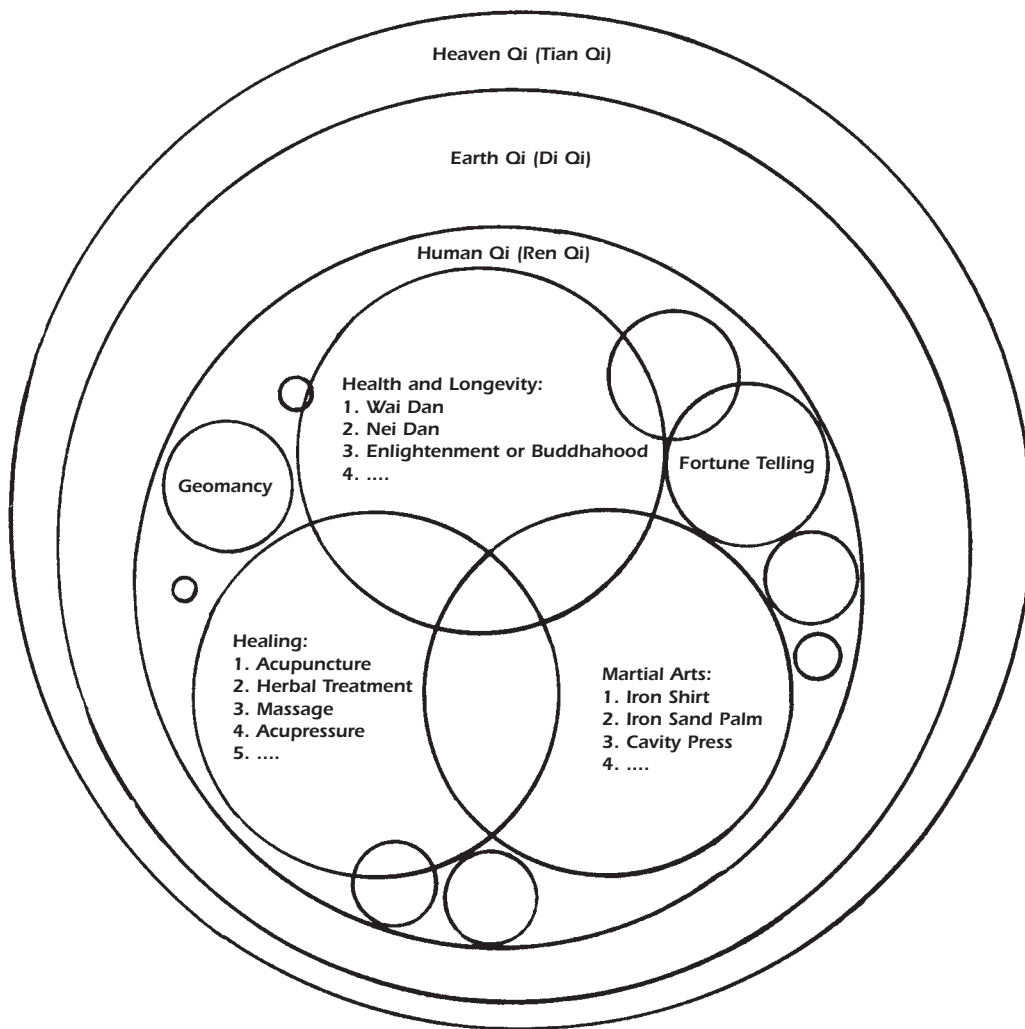 Heaven Qi (Tian Qi)
Earth Qi (Di Qi)
Human Qi (Ren Qi)
Health and Longevity:
1. Wai Dan
2. Nei Dan
3. Enlightenment or Buddhahood
4. ....
Fortune Telling
Geomancy
Healing:
1. Acupuncture
2. Herbal Treatment
3. Massage
4. Acupressure
5. ....
Martial Arts:
1. Iron Shirt
2. Iron Sand Palm
3. Cavity Press
4. ....